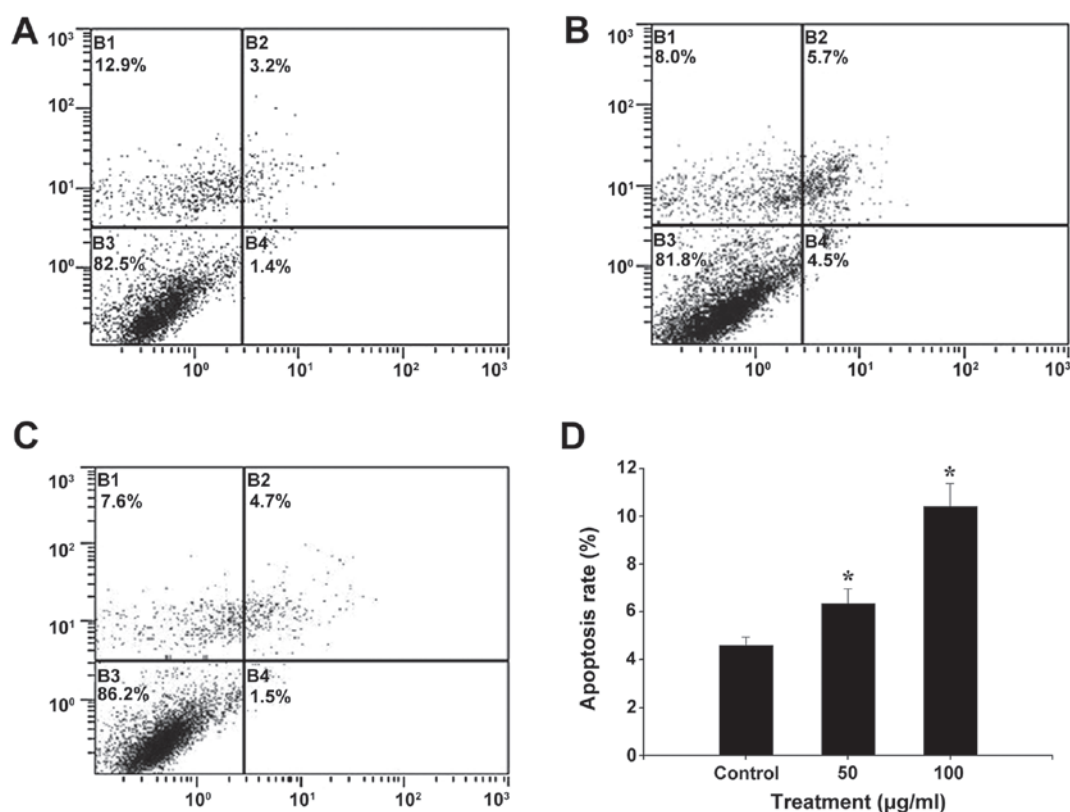 A
10³
10²
10¹
10⁰
B1
12.9%
B2
3.2%
B3
82.5%
B4
1.4%
10⁰
10¹
10²
10³
B
10³
10²
10¹
10⁰
B1
8.0%
B2
5.7%
B3
81.8%
B4
4.5%
10⁰
10¹
10²
10³
C
10³
10²
10¹
10⁰
B1
7.6%
B2
4.7%
B3
86.2%
B4
1.5%
10⁰
10¹
10²
10³
D
Apoptosis rate (%)
12
10
8
6
4
2
0
*
*
Control
50
100
Treatment (µg/ml)